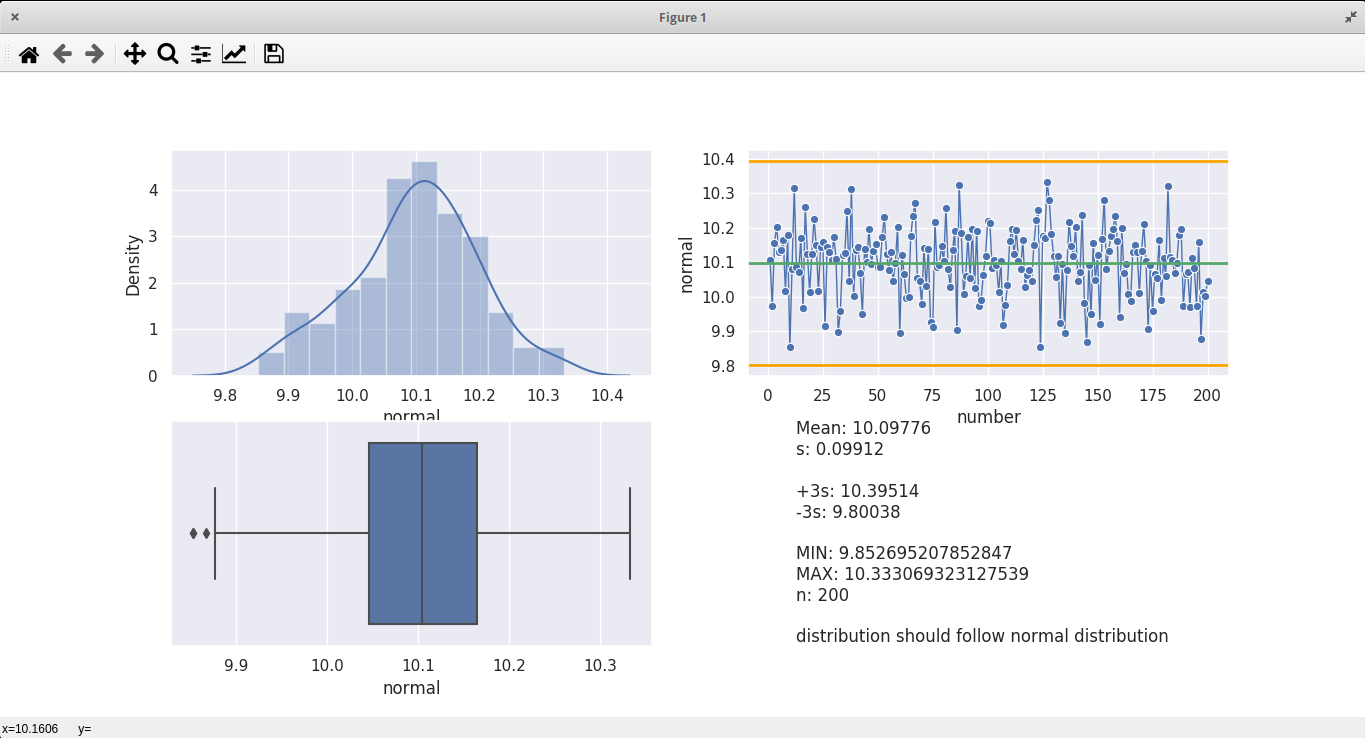 Figure 1
Density
4
3
2
1
0
9.8 9.9 10.0 10.1 10.2 10.3 10.4
normal
normal
10.4
10.3
10.2
10.1
10.0
9.9
9.8
0 25 50 75 100 125 150 175 200
number
9.9 10.0 10.1 10.2 10.3
normal
Mean: 10.09776
s: 0.09912
+3s: 10.39514
-3s: 9.80038
MIN: 9.852695207852847
MAX: 10.333069323127539
n: 200
distribution should follow normal distribution
x=10.1606 y=